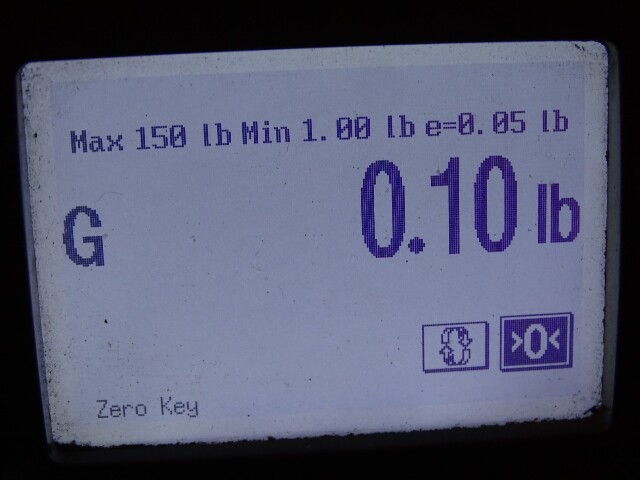 Max 150 lb Min 1.00 lb e=0.05 lb
G 0.10 lb
>0<
Zero Key